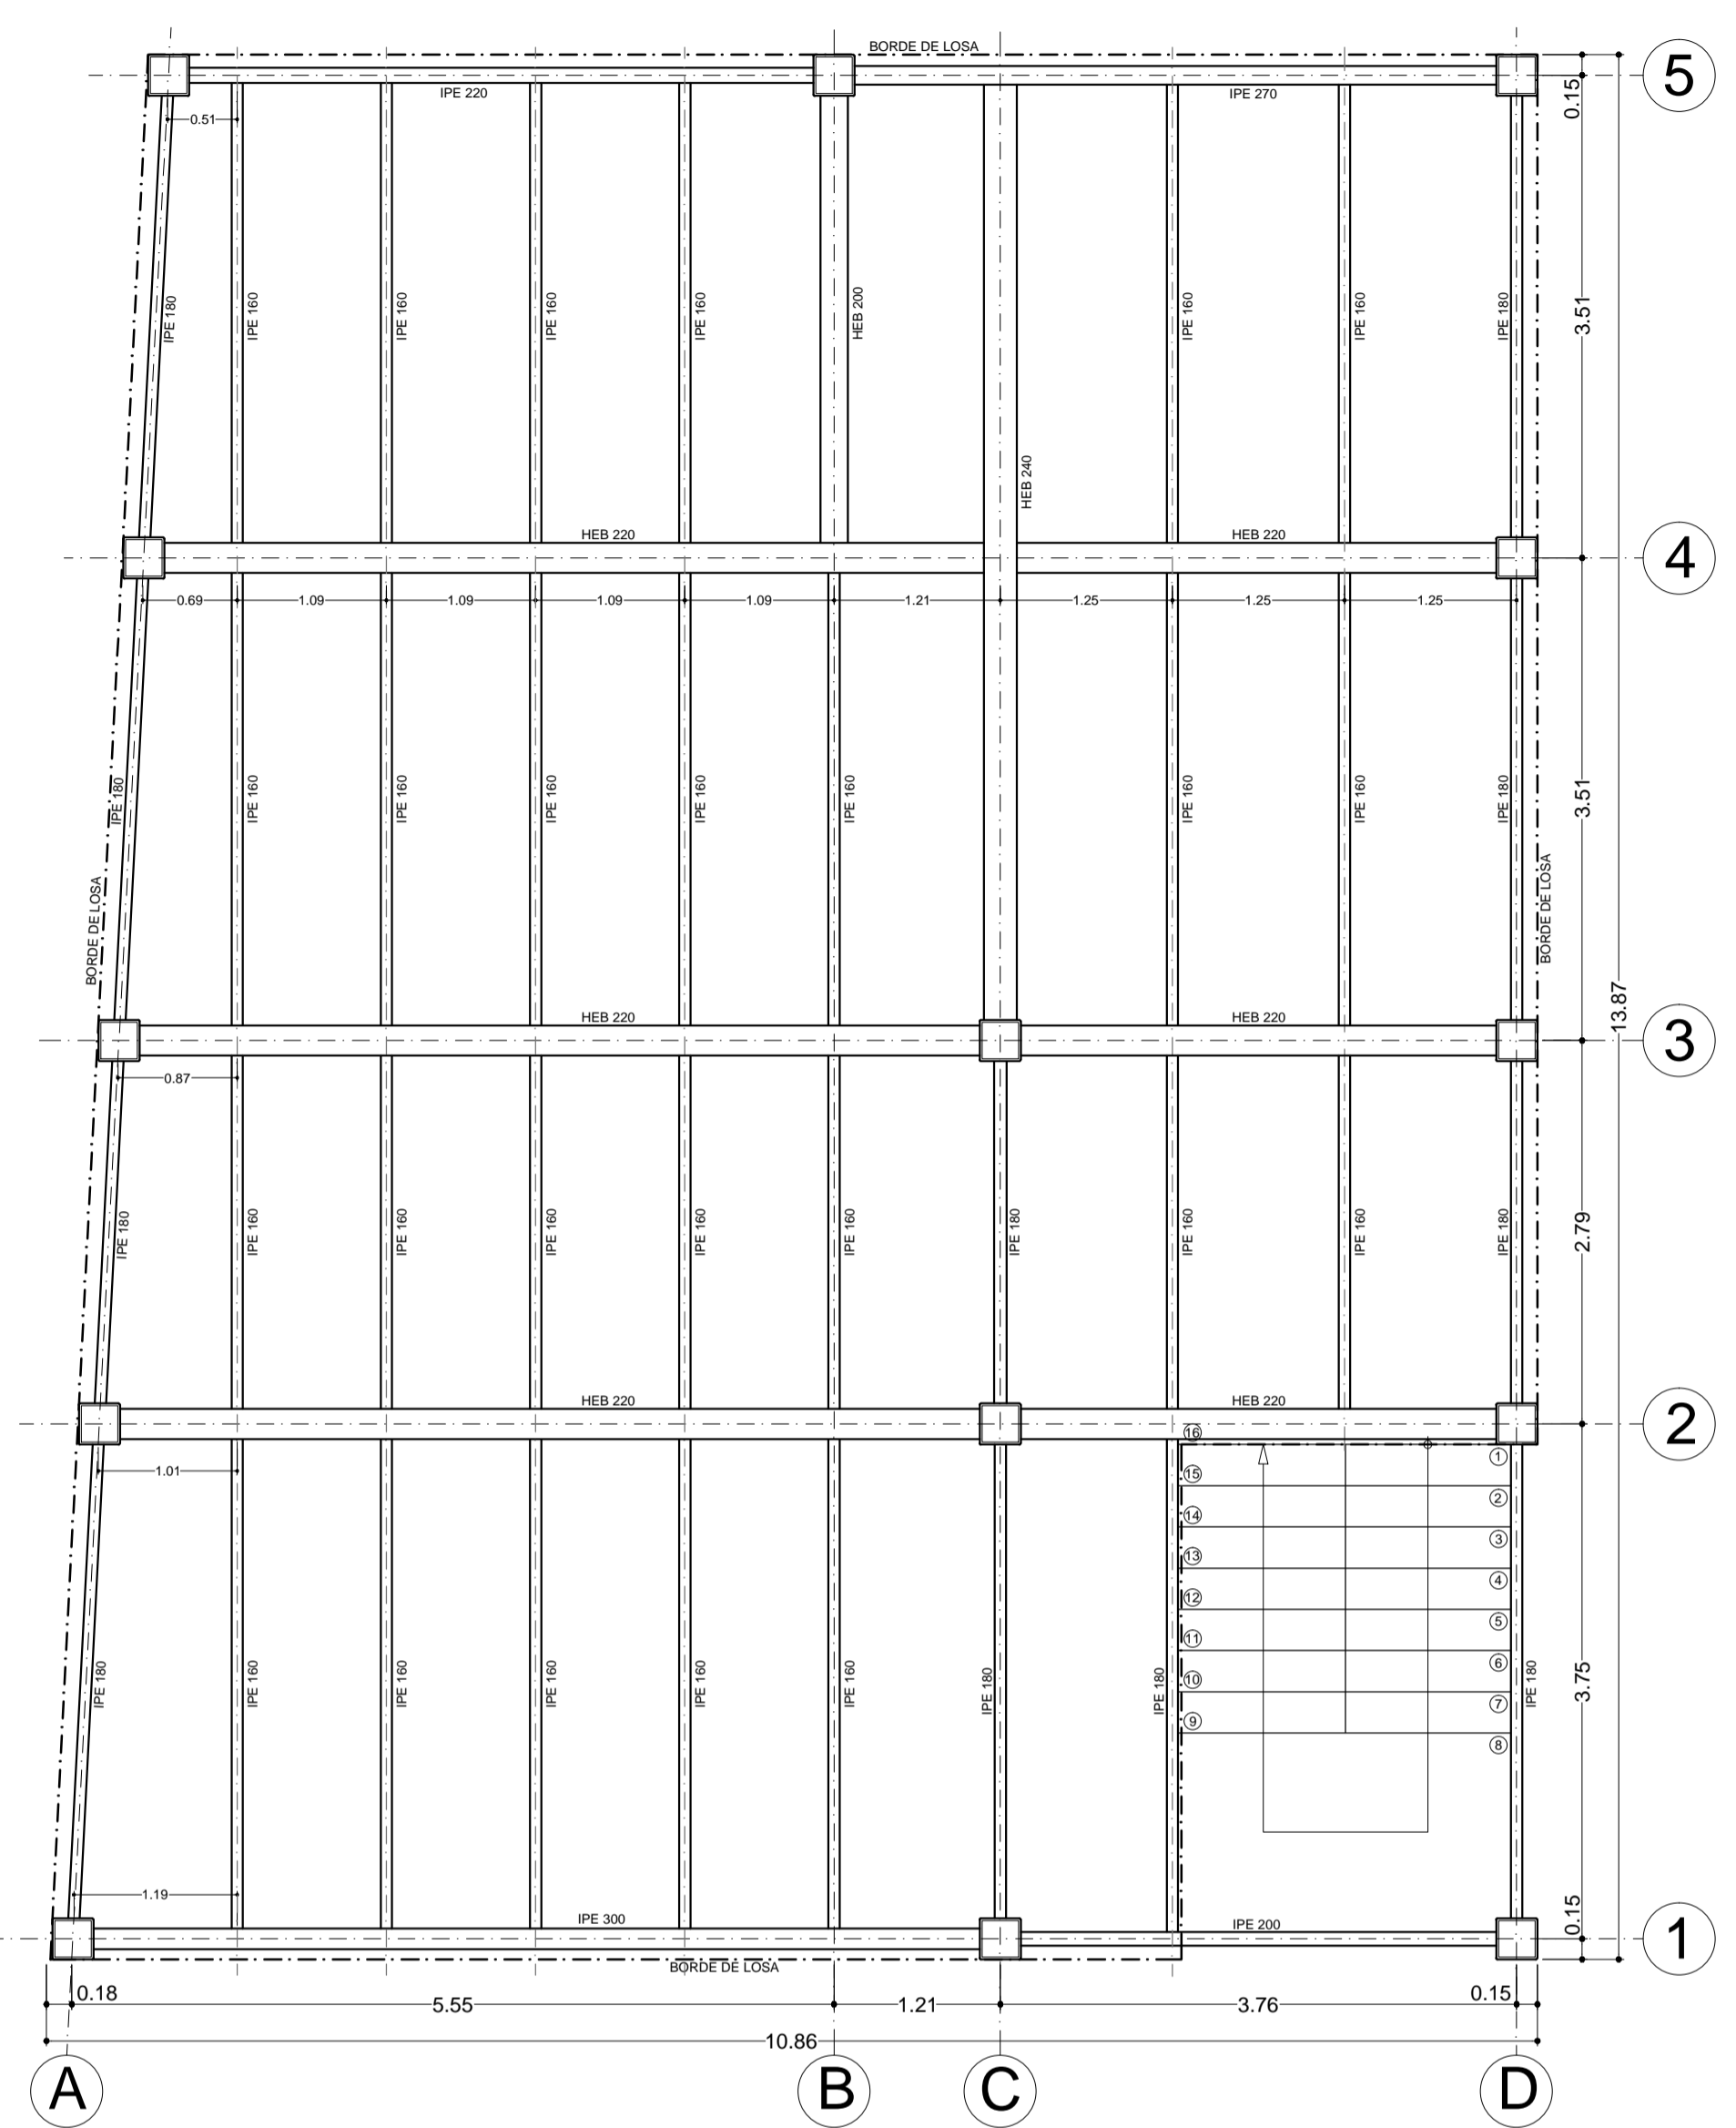 BORDE DE LOSA
5
IPE 220
IPE 270
0.15
0.51
IPE 180
IPE 160
IPE 160
IPE 160
IPE 160
HEB 200
IPE 160
IPE 160
IPE 180
3.51
HEB 240
HEB 220
HEB 220
4
0.69
1.09
1.09
1.09
1.09
1.21
1.25
1.25
1.25
IPE 180
IPE 160
IPE 160
IPE 160
IPE 160
IPE 160
IPE 160
IPE 160
IPE 180
3.51
BORDE DE LOSA
BORDE DE LOSA
13.87
HEB 220
HEB 220
3
0.87
IPE 180
IPE 160
IPE 160
IPE 160
IPE 160
IPE 160
IPE 180
IPE 160
IPE 160
IPE 180
2.79
HEB 220
HEB 220
2
16
1
1.01
15
2
14
3
13
4
12
5
11
6
10
7
9
8
IPE 180
IPE 160
IPE 160
IPE 160
IPE 160
IPE 160
IPE 180
IPE 180
IPE 180
3.75
1.19
0.15
IPE 300
IPE 200
1
BORDE DE LOSA
0.18
5.55
1.21
3.76
0.15
10.86
A
B
C
D